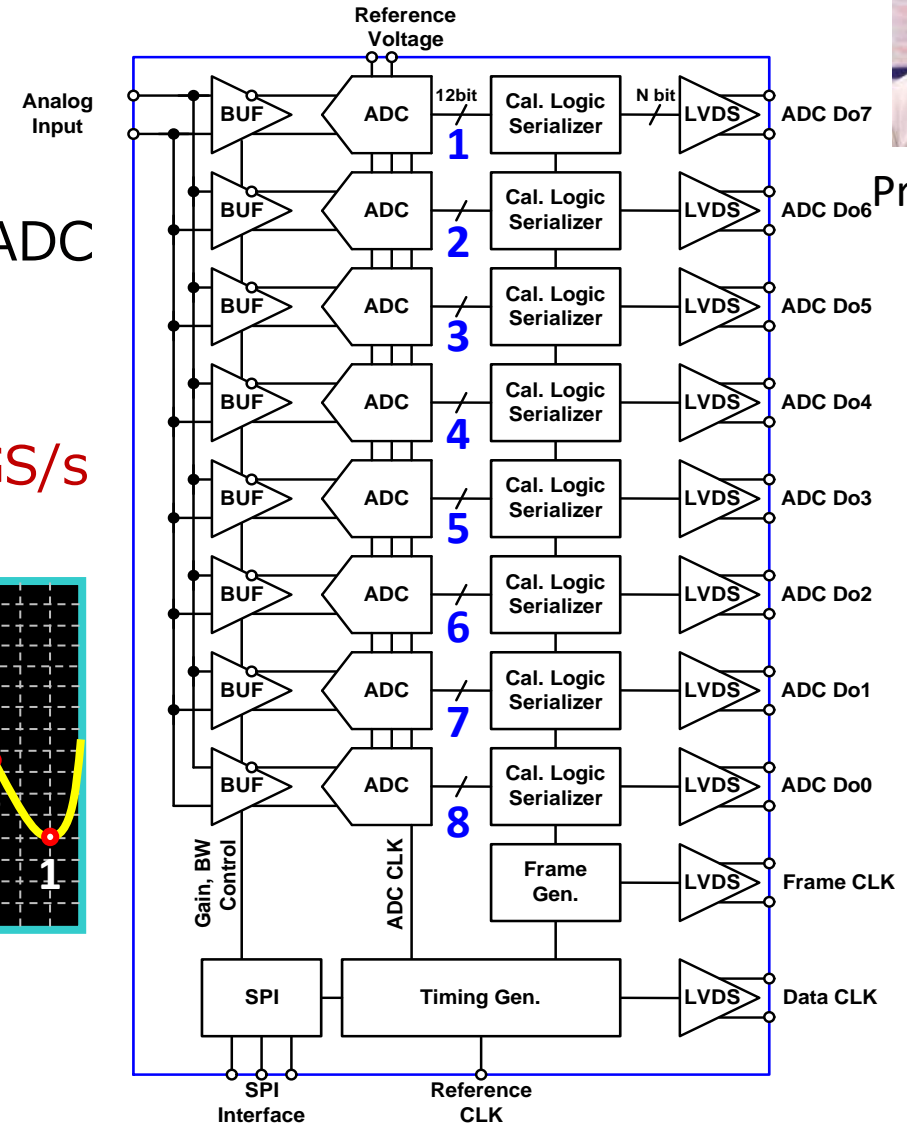 Reference
Voltage
Analog
Input
BUF
ADC
12bit
1
Cal. Logic
Serializer
N bit
LVDS
ADC Do7
BUF
ADC
2
Cal. Logic
Serializer
LVDS
ADC Do6
Pr
ADC
BUF
ADC
3
Cal. Logic
Serializer
LVDS
ADC Do5
BUF
ADC
4
Cal. Logic
Serializer
LVDS
ADC Do4
GS/s
BUF
ADC
5
Cal. Logic
Serializer
LVDS
ADC Do3
BUF
ADC
6
Cal. Logic
Serializer
LVDS
ADC Do2
BUF
ADC
7
Cal. Logic
Serializer
LVDS
ADC Do1
BUF
ADC
8
Cal. Logic
Serializer
LVDS
ADC Do0
1
Gain, BW
Control
ADC CLK
Frame
Gen.
LVDS
Frame CLK
SPI
Timing Gen.
LVDS
Data CLK
SPI
Interface
Reference
CLK